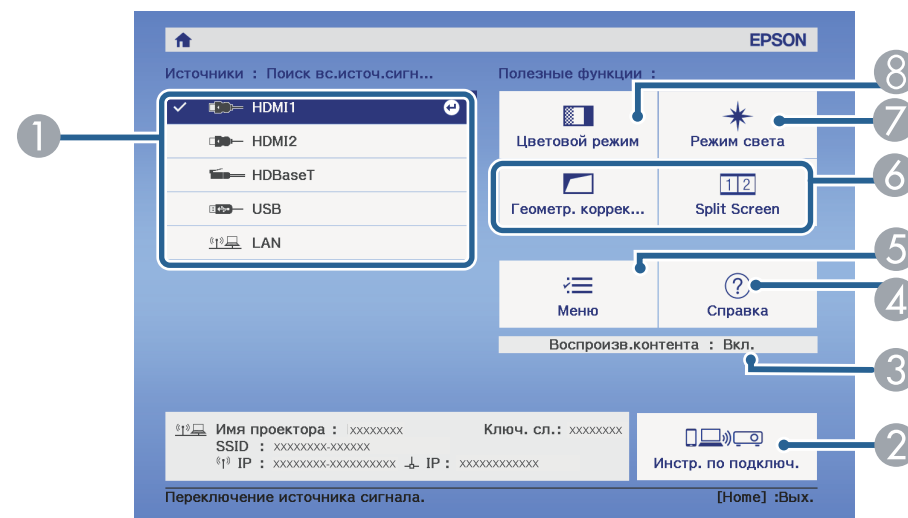 EPSON
Источники : Поиск вс.источ.сигн...
Полезные функции :
HDMI1
HDMI2
HDBaseT
USB
LAN
Цветовой режим
Режим света
Геометр. коррек...
1 2
Split Screen
Меню
?
Справка
Воспроизв.контента : Вкл.
Имя проектора : xxxxxxxx
Ключ. сл.: xxxxxxxx
SSID : xxxxxxxx-xxxxxx
IP : xxxxxxxx-xxxxxxxxxx IP : xxxxxxxxxxxx
Инстр. по подключ.
Переключение источника сигнала.
[Home] :Вых.
1
8
7
6
5
4
3
2